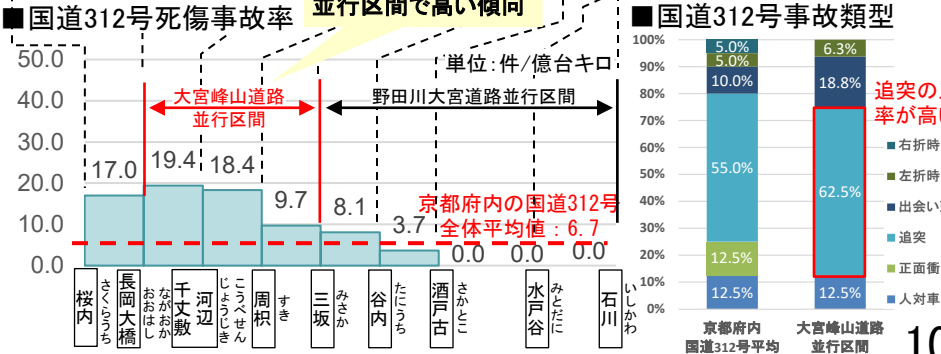 並行区間で高い傾向
■国道312号死傷事故率
単位：件/億台キロ
50.0
40.0
30.0
20.0
10.0
0.0
大宮峰山道路
並行区間
野田川大宮道路並行区間
17.0
19.4
18.4
9.7
8.1
3.7
0.0
0.0
0.0
京都府内の国道312号
全体平均値：6.7
桜内
さくらうち
長岡大橋
ながおか
おおはし
千丈敷
河辺
こうべせん
じょうじき
周枳
すき
三坂
みさか
谷内
たにうち
酒戸古
さかとこ
水戸谷
みとだに
石川
いしかわ
■国道312号事故類型
100%
90%
80%
70%
60%
50%
40%
30%
20%
10%
0%
5.0%
5.0%
10.0%
55.0%
12.5%
12.5%
6.3%
18.8%
62.5%
12.5%
京都府内
国道312号平均
大宮峰山道路
並行区間
追突の
率が高い
右折時
左折時
出会い
追突
正面衝
人対車
10